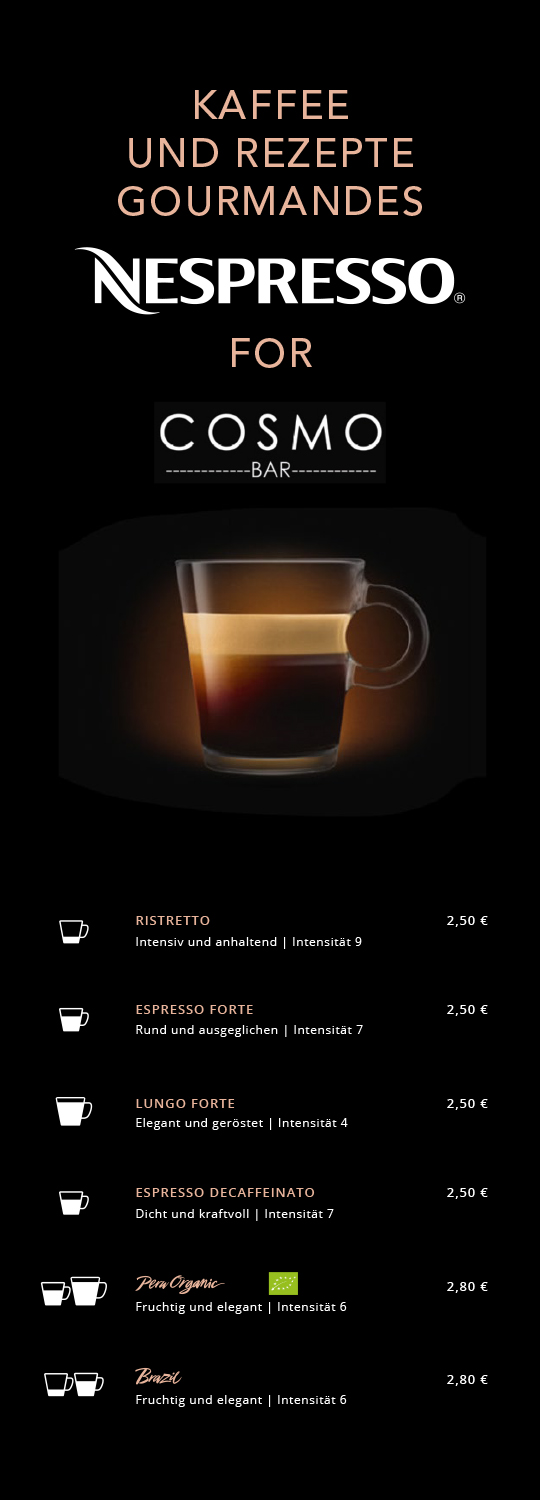 KAFFEE
UND REZEPTE
GOURMANDES
NESPRESSO®
FOR
COSMO
------------BAR------------
RISTRETTO 2,50 €
Intensiv und anhaltend | Intensität 9
ESPRESSO FORTE 2,50 €
Rund und ausgeglichen | Intensität 7
LUNGO FORTE 2,50 €
Elegant und geröstet | Intensität 4
ESPRESSO DECAFFEINATO 2,50 €
Dicht und kraftvoll | Intensität 7
Peru Organic 2,80 €
Fruchtig und elegant | Intensität 6
Brazil 2,80 €
Fruchtig und elegant | Intensität 6